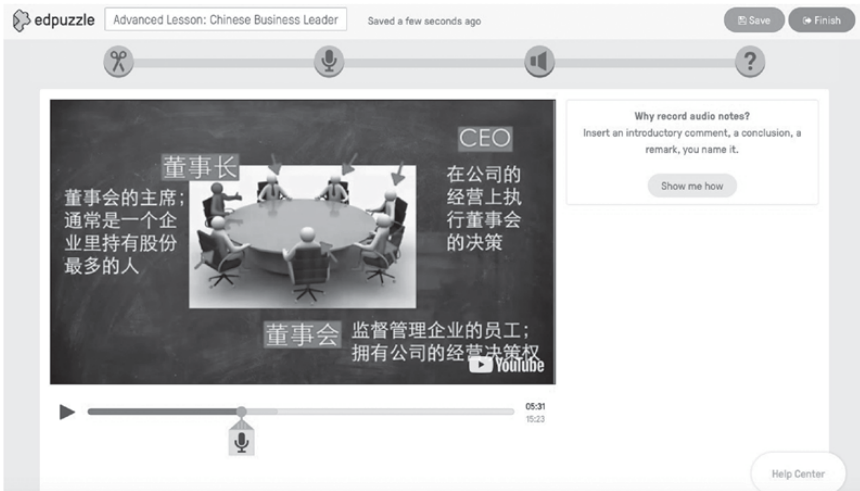 edpuzzle
Advanced Lesson: Chinese Business Leader
Saved a few seconds ago
Save
Finish
?
董事长
董事会的主席；
通常是一个企
业里持有股份
最多的人
CEO
在公司的
经营上执
行董事会
的决策
董事会
监督管理企业的员工；
拥有公司的经营决策权
YouTube
05:31
15:23
Why record audio notes?
Insert an introductory comment, a conclusion, a
remark, you name it.
Show me how
Help Center